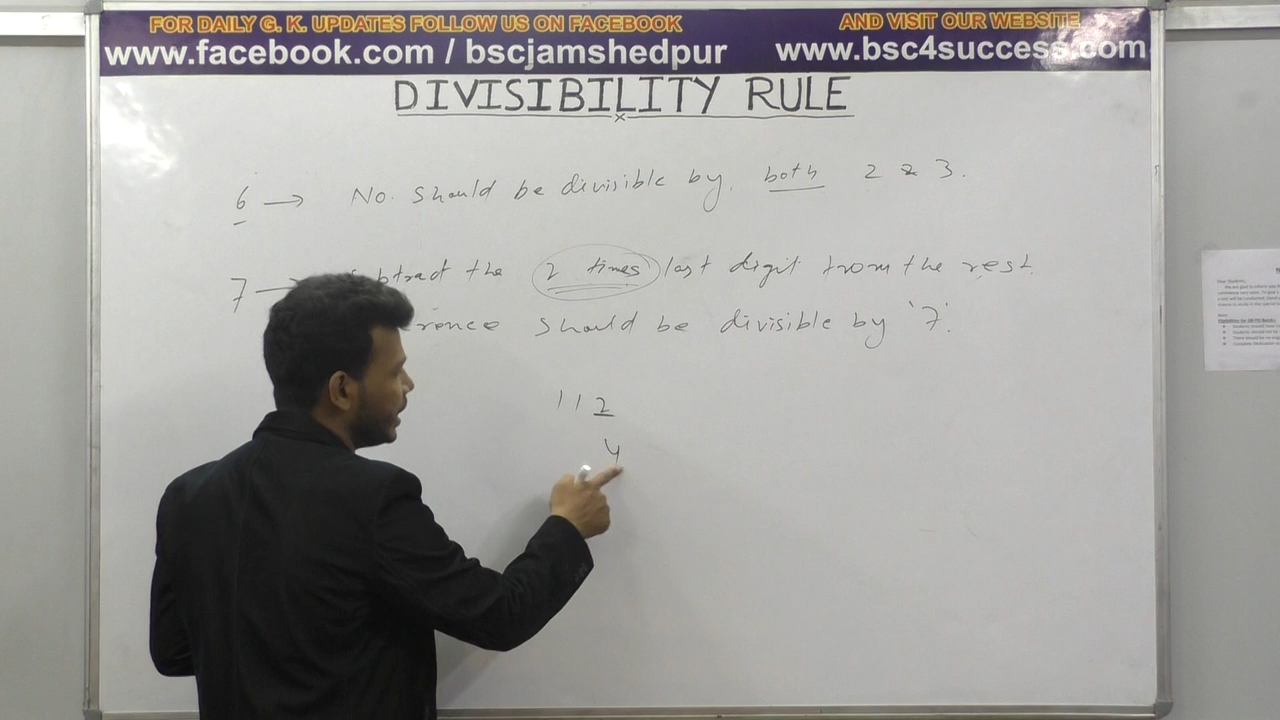 FOR DAILY G. K. UPDATES FOLLOW US ON FACEBOOK
AND VISIT OUR WEBSITE
www.facebook.com / bscjamshedpur
www.bsc4success.com
DIVISIBILITY RULE
6 → No. should be divisible by both 2 & 3.
7 → the 2 times last digit from the rest.
should be divisible by '7'.
112
4